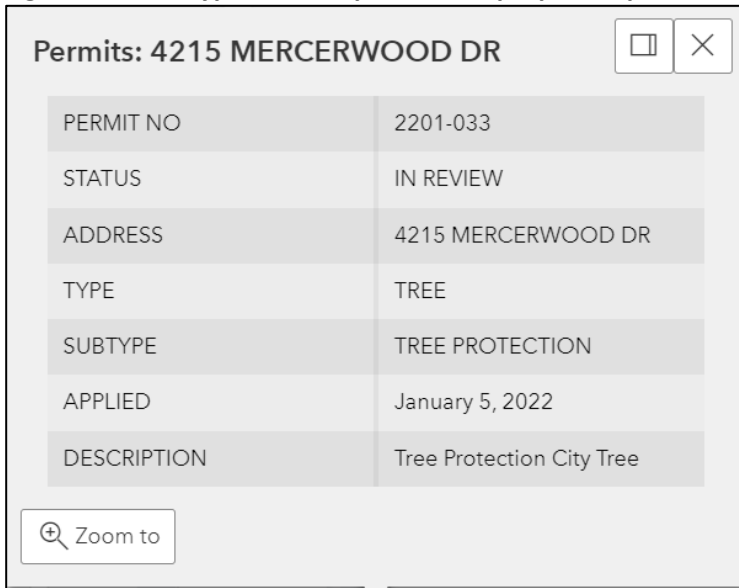 Permits: 4215 MERCERWOOD DR
PERMIT NO 2201-033
STATUS IN REVIEW
ADDRESS 4215 MERCERWOOD DR
TYPE TREE
SUBTYPE TREE PROTECTION
APPLIED January 5, 2022
DESCRIPTION Tree Protection City Tree
Zoom to